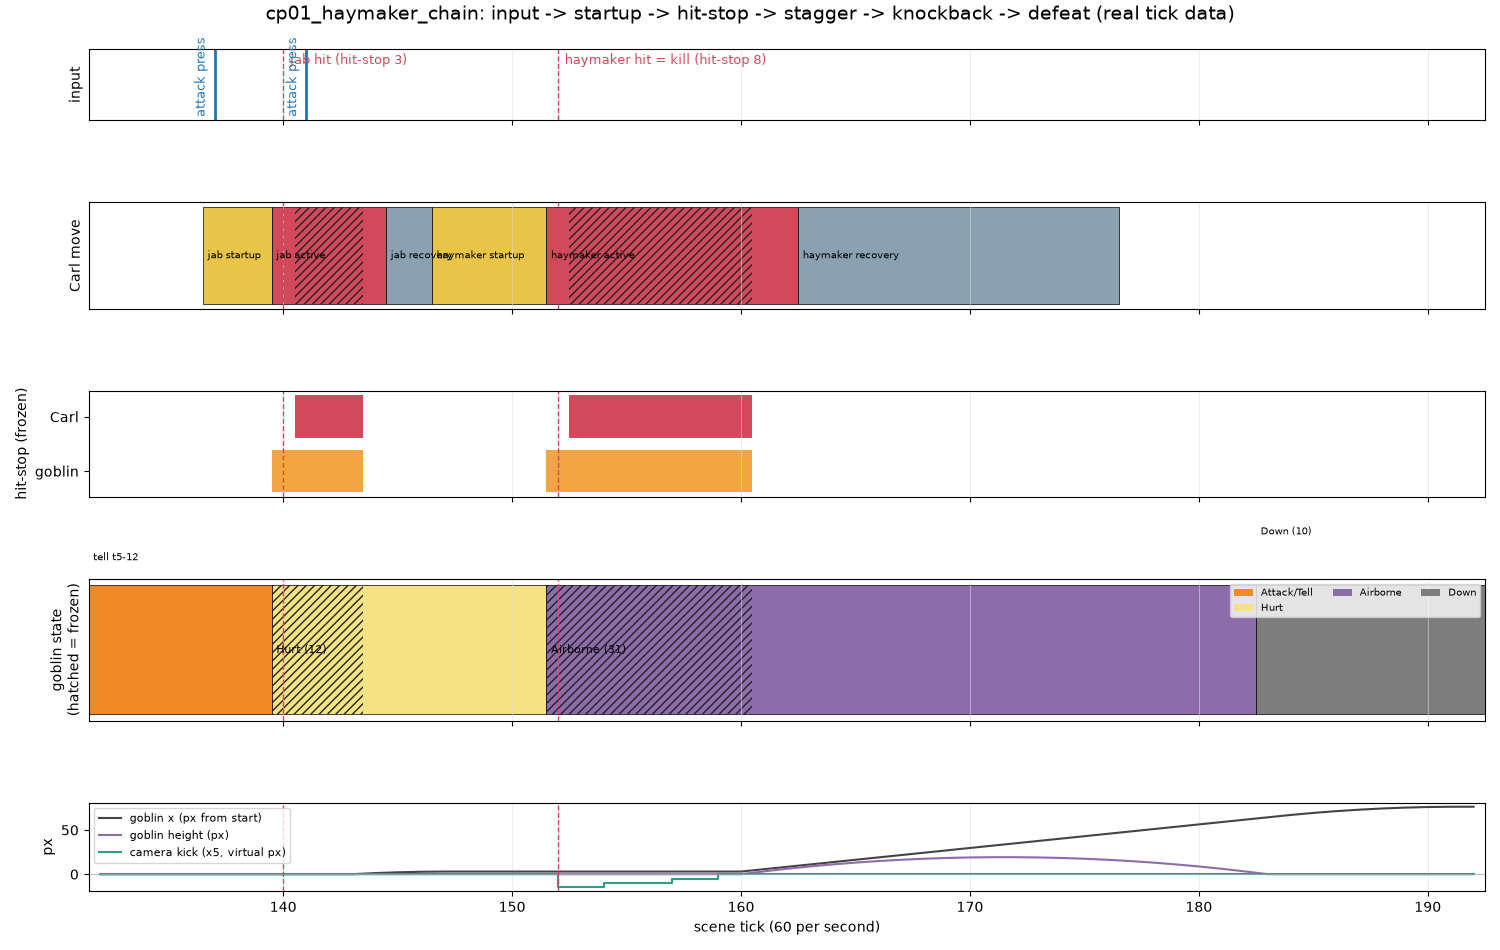 cp01_haymaker_chain: input -> startup -> hit-stop -> stagger -> knockback -> defeat (real tick data)
input
attack press
attack press
jab hit (hit-stop 3)
haymaker hit = kill (hit-stop 8)
Carl move
jab startup
jab active
jab recovery
haymaker startup
haymaker active
haymaker recovery
hit-stop (frozen)
Carl
goblin
goblin state
(hatched = frozen)
tell t5-12
Hurt (12)
Airborne (31)
Down (10)
Attack/Tell
Hurt
Airborne
Down
px
50
0
goblin x (px from start)
goblin height (px)
camera kick (x5, virtual px)
140
150
160
170
180
190
scene tick (60 per second)